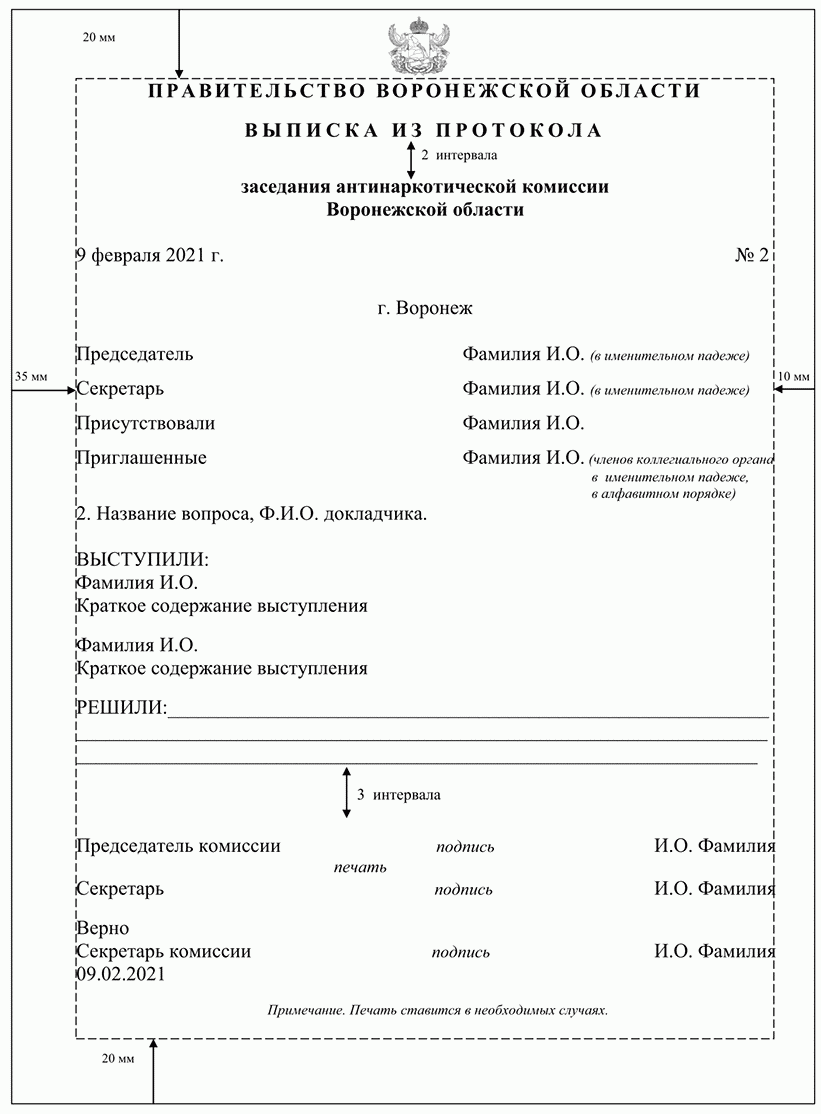 20 мм
ПРАВИТЕЛЬСТВО ВОРОНЕЖСКОЙ ОБЛАСТИ
ВЫПИСКА ИЗ ПРОТОКОЛА
2 интервала
заседания антинаркотической комиссии
Воронежской области
9 февраля 2021 г. № 2
г. Воронеж
Председатель Фамилия И.О. (в именительном падеже)
35 мм
10 мм
Секретарь Фамилия И.О. (в именительном падеже)
Присутствовали Фамилия И.О.
Приглашенные Фамилия И.О. (членов коллегиального органа
в именительном падеже,
в алфавитном порядке)
2. Название вопроса, Ф.И.О. докладчика.
ВЫСТУПИЛИ:
Фамилия И.О.
Краткое содержание выступления
Фамилия И.О.
Краткое содержание выступления
РЕШИЛИ:
3 интервала
Председатель комиссии подпись И.О. Фамилия
печать
Секретарь подпись И.О. Фамилия
Верно
Секретарь комиссии подпись И.О. Фамилия
09.02.2021
Примечание. Печать ставится в необходимых случаях.
20 мм